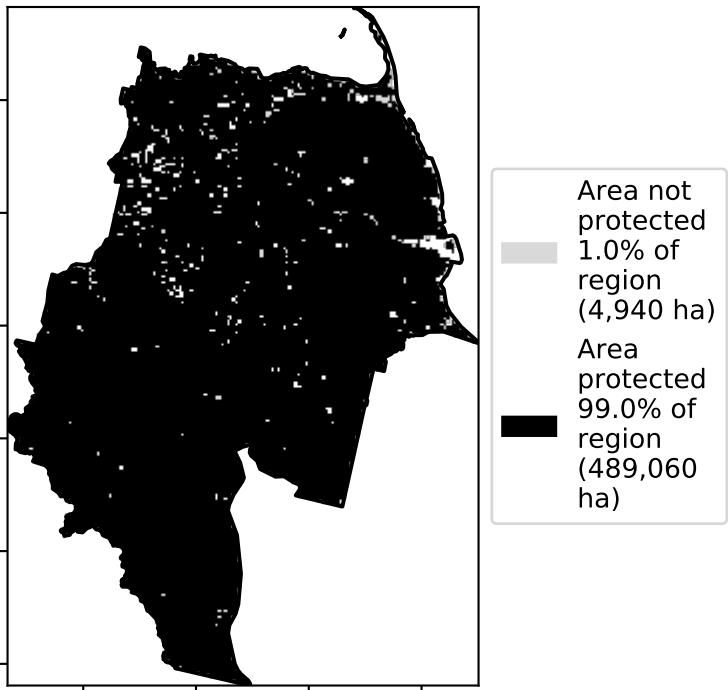 Area not
protected
1.0% of
region
(4,940 ha)
Area
protected
99.0% of
region
(489,060
ha)